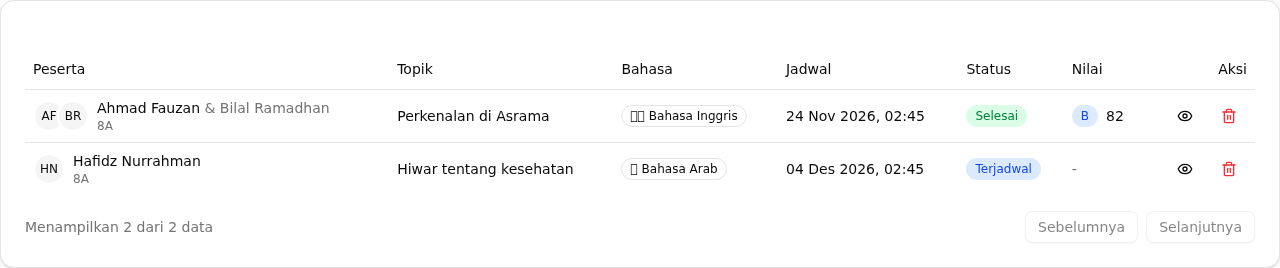 Peserta Topik Bahasa Jadwal Status Nilai Aksi
AF BR Ahmad Fauzan & Bilal Ramadhan Perkenalan di Asrama Bahasa Inggris 24 Nov 2026, 02:45 Selesai B 82
8A
HN Hafidz Nurrahman Hiwar tentang kesehatan Bahasa Arab 04 Des 2026, 02:45 Terjadwal -
8A
Menampilkan 2 dari 2 data Sebelumnya Selanjutnya